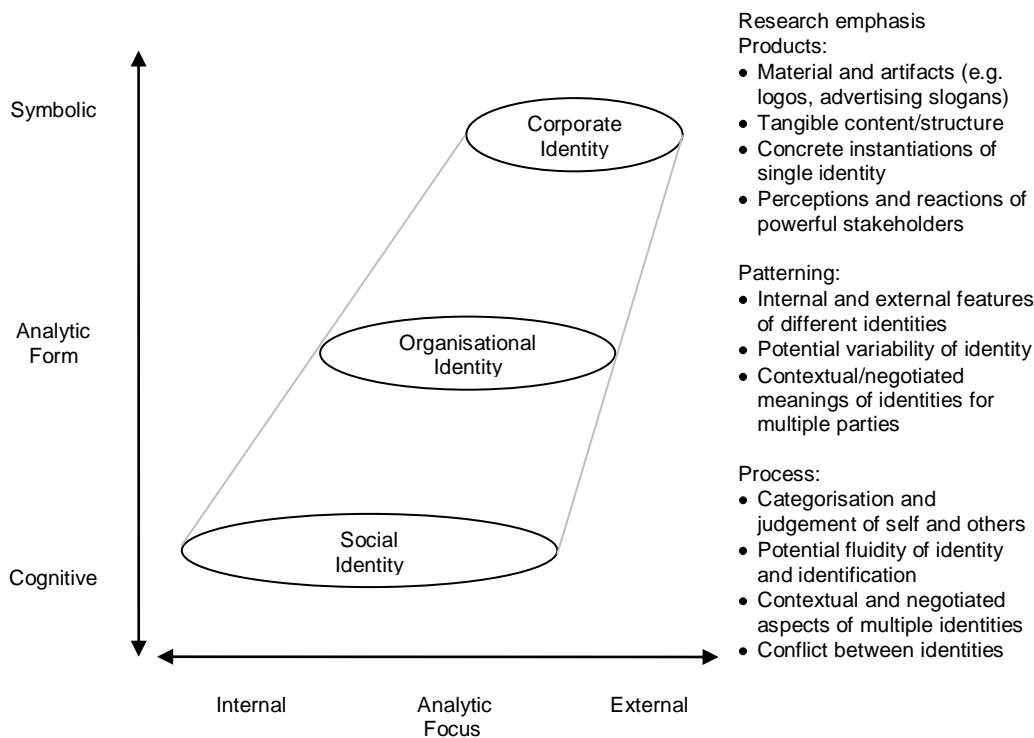 Symbolic
Analytic
Form
Cognitive
Corporate
Identity
Organisational
Identity
Social
Identity
Internal
Analytic
Focus
External
Research emphasis
Products:
• Material and artifacts (e.g.
logos, advertising slogans)
• Tangible content/structure
• Concrete instantiations of
single identity
• Perceptions and reactions of
powerful stakeholders
Patterning:
• Internal and external features
of different identities
• Potential variability of identity
• Contextual/negotiated
meanings of identities for
multiple parties
Process:
• Categorisation and
judgement of self and others
• Potential fluidity of identity
and identification
• Contextual and negotiated
aspects of multiple identities
• Conflict between identities